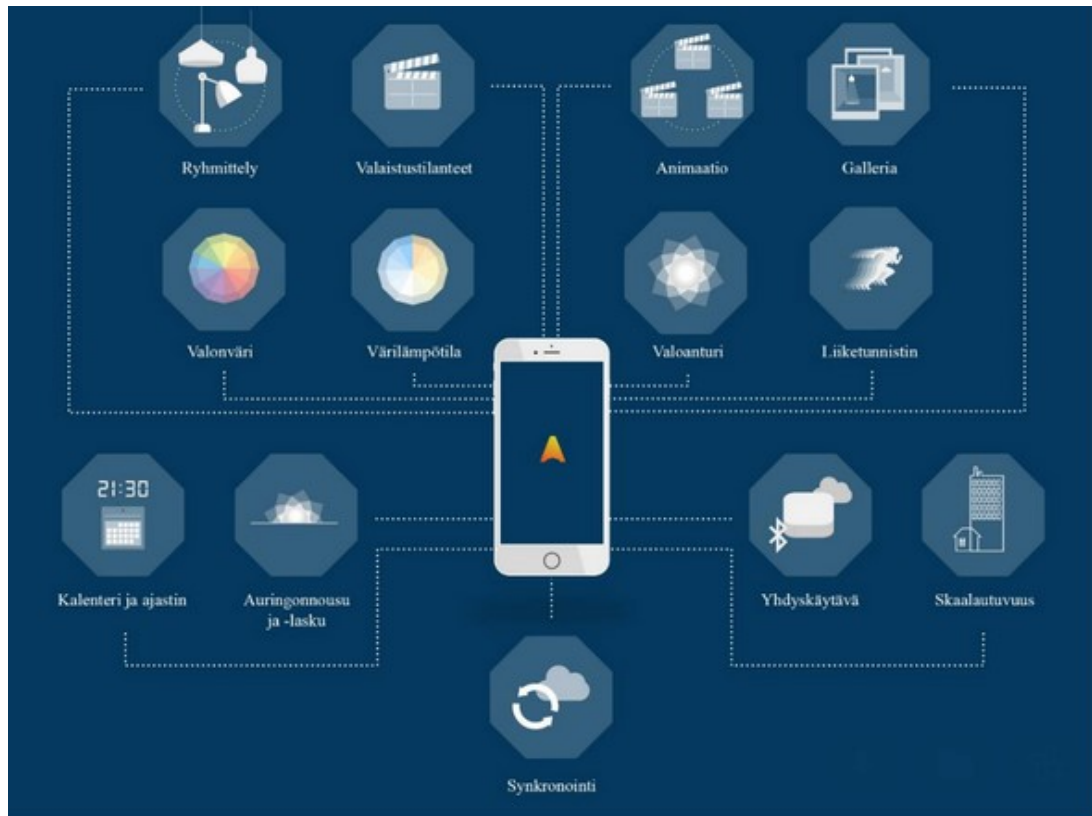 Ryhmittely
Valaistustilanteet
Animaatio
Galleria
Valonväri
Värilämpötila
Valoanturi
Liiketunnistin
21:30
Kalenteri ja ajastin
Auringonnousu
ja -lasku
Yhdyskäytävä
Skaalautuvuus
Synkronointi